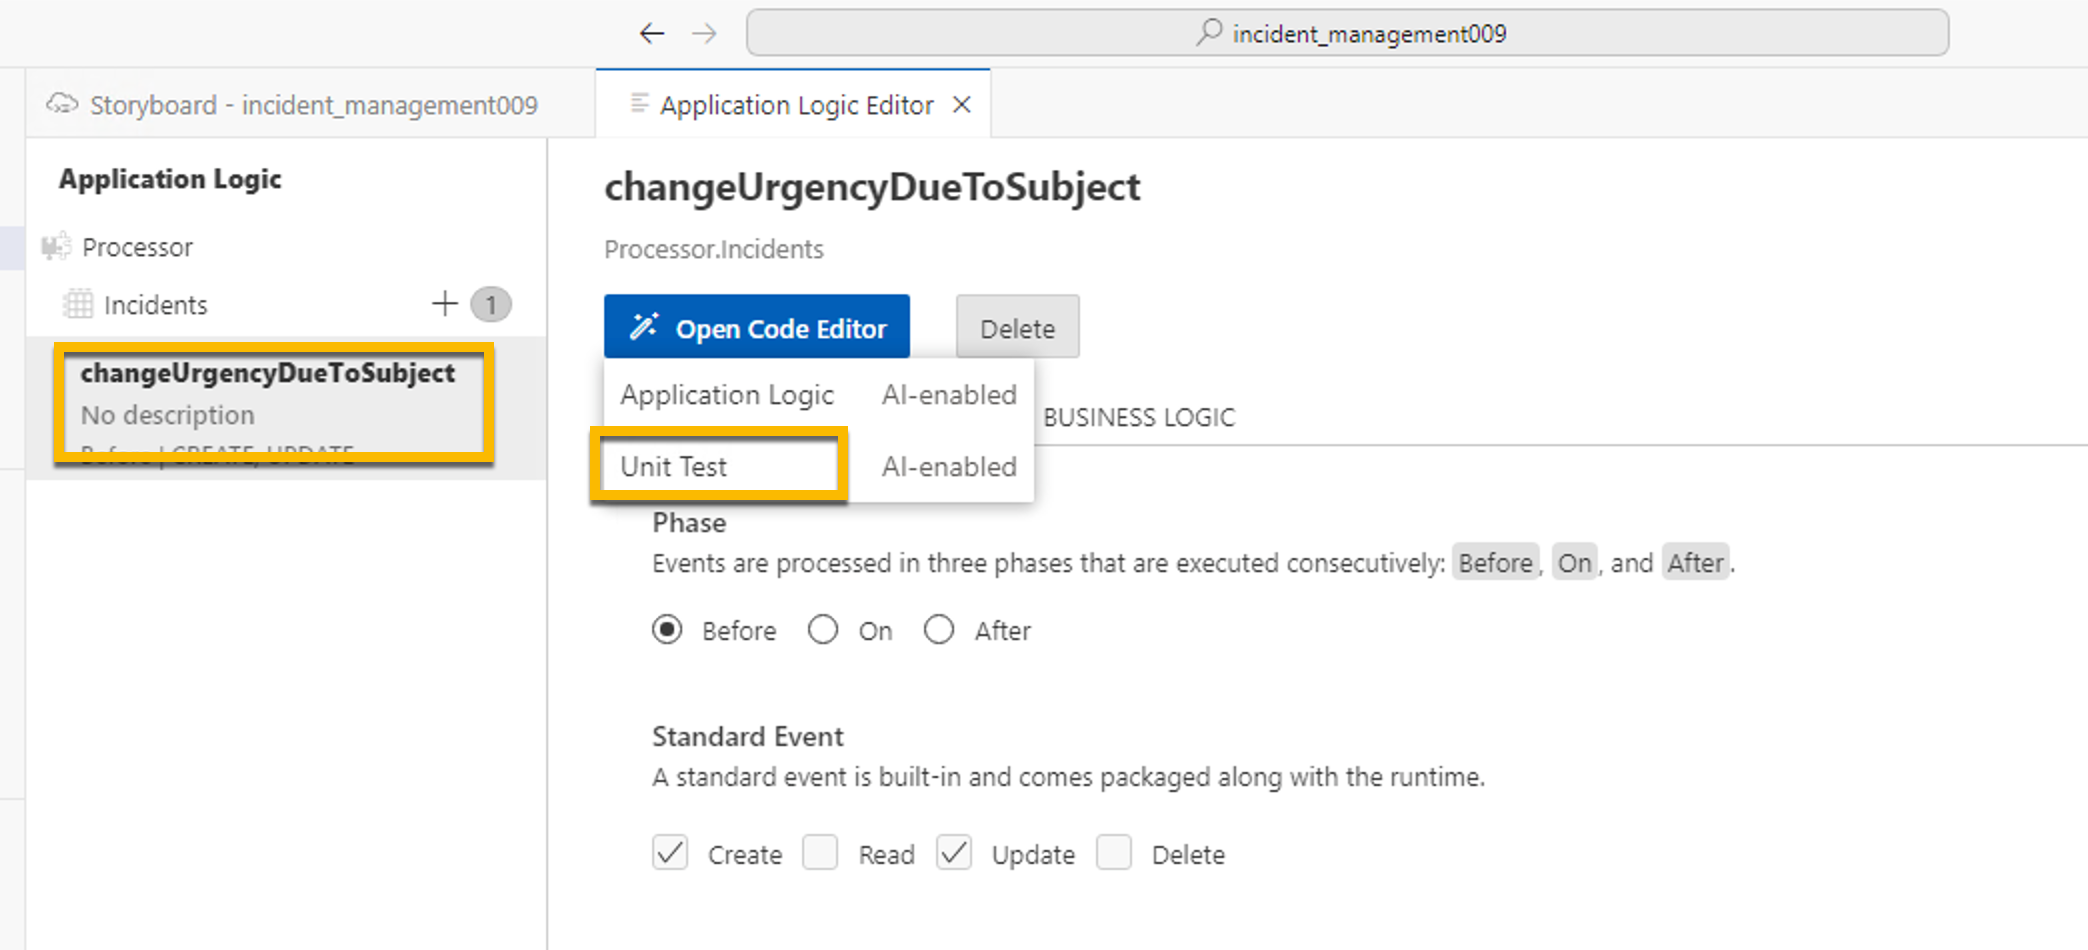 incident_management009
Storyboard - incident_management009
Application Logic Editor
Application Logic
Processor
Incidents
1
changeUrgencyDueToSubject
No description
Before | CREATE, UPDATE
changeUrgencyDueToSubject
Processor.Incidents
Open Code Editor
Delete
Application Logic AI-enabled
Unit Test AI-enabled
BUSINESS LOGIC
Phase
Events are processed in three phases that are executed consecutively: Before, On, and After.
Before On After
Standard Event
A standard event is built-in and comes packaged along with the runtime.
Create Read Update Delete